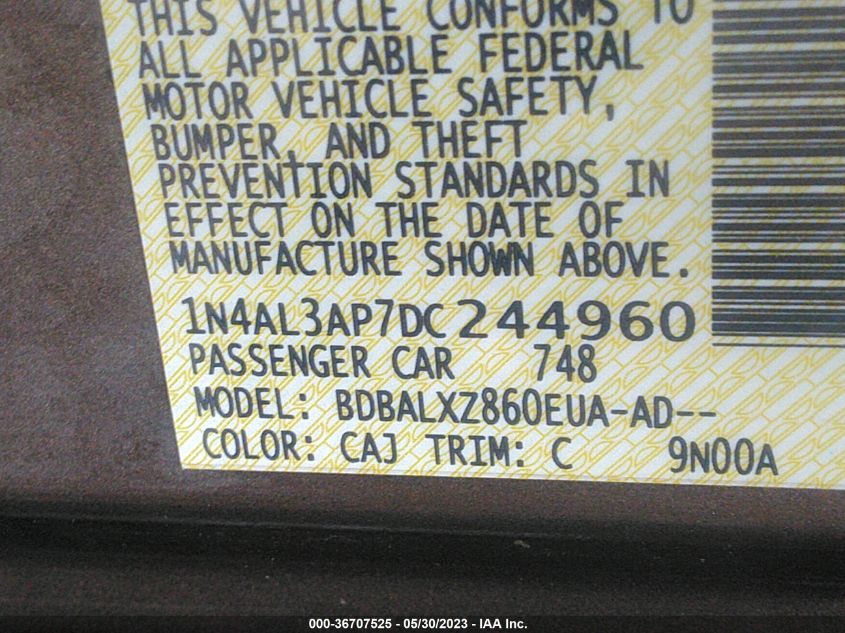 THIS VEHICLE CONFORMS TO
ALL APPLICABLE FEDERAL
MOTOR VEHICLE SAFETY,
BUMPER, AND THEFT
PREVENTION STANDARDS IN
EFFECT ON THE DATE OF
MANUFACTURE SHOWN ABOVE.
1N4AL3AP7DC244960
PASSENGER CAR 748
MODEL: BDBALXZ860EUA-AD--
COLOR: CAJ TRIM: C 9N00A
000-36707525 - 05/30/2023 - IAA Inc.